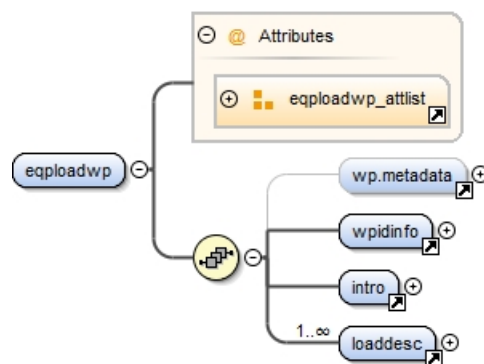 @ Attributes
eqploadwp_attlist
eqploadwp
wp.metadata
wpidinfo
intro
1..∞
loaddesc